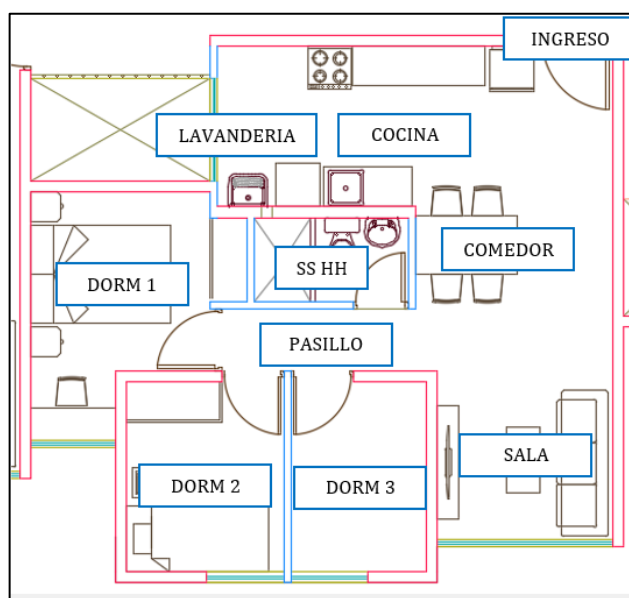 INGRESO
LAVANDERIA
COCINA
COMEDOR
SS HH
DORM 1
PASILLO
SALA
DORM 2
DORM 3